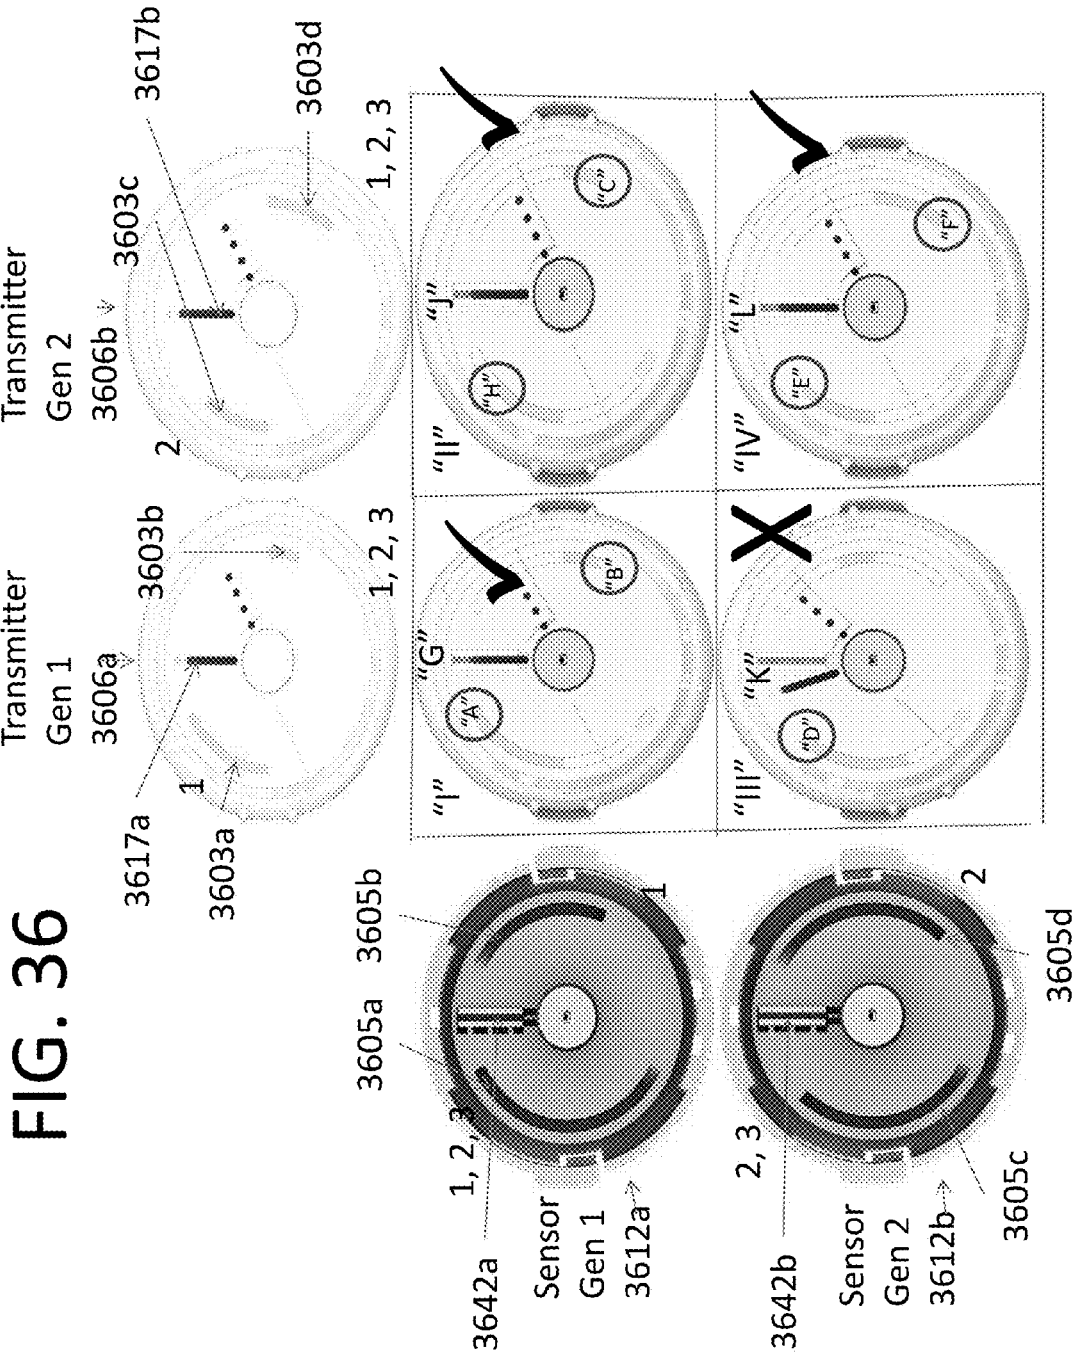 FIG. 36
Transmitter
Gen 1
3606a
Transmitter
Gen 2
3606b
3617a
3603a
1
3603b
1, 2, 3
3603c
3617b
2
3603d
1, 2, 3
3605a
3605b
1, 2, 3
1
3642a
Sensor
Gen 1
3612a
"I"
"A"
"G"
"B"
"II"
"H"
"J"
"C"
2, 3
2
3642b
Sensor
Gen 2
3612b
3605c
3605d
"III"
"D"
"K"
"IV"
"E"
"L"
"F"